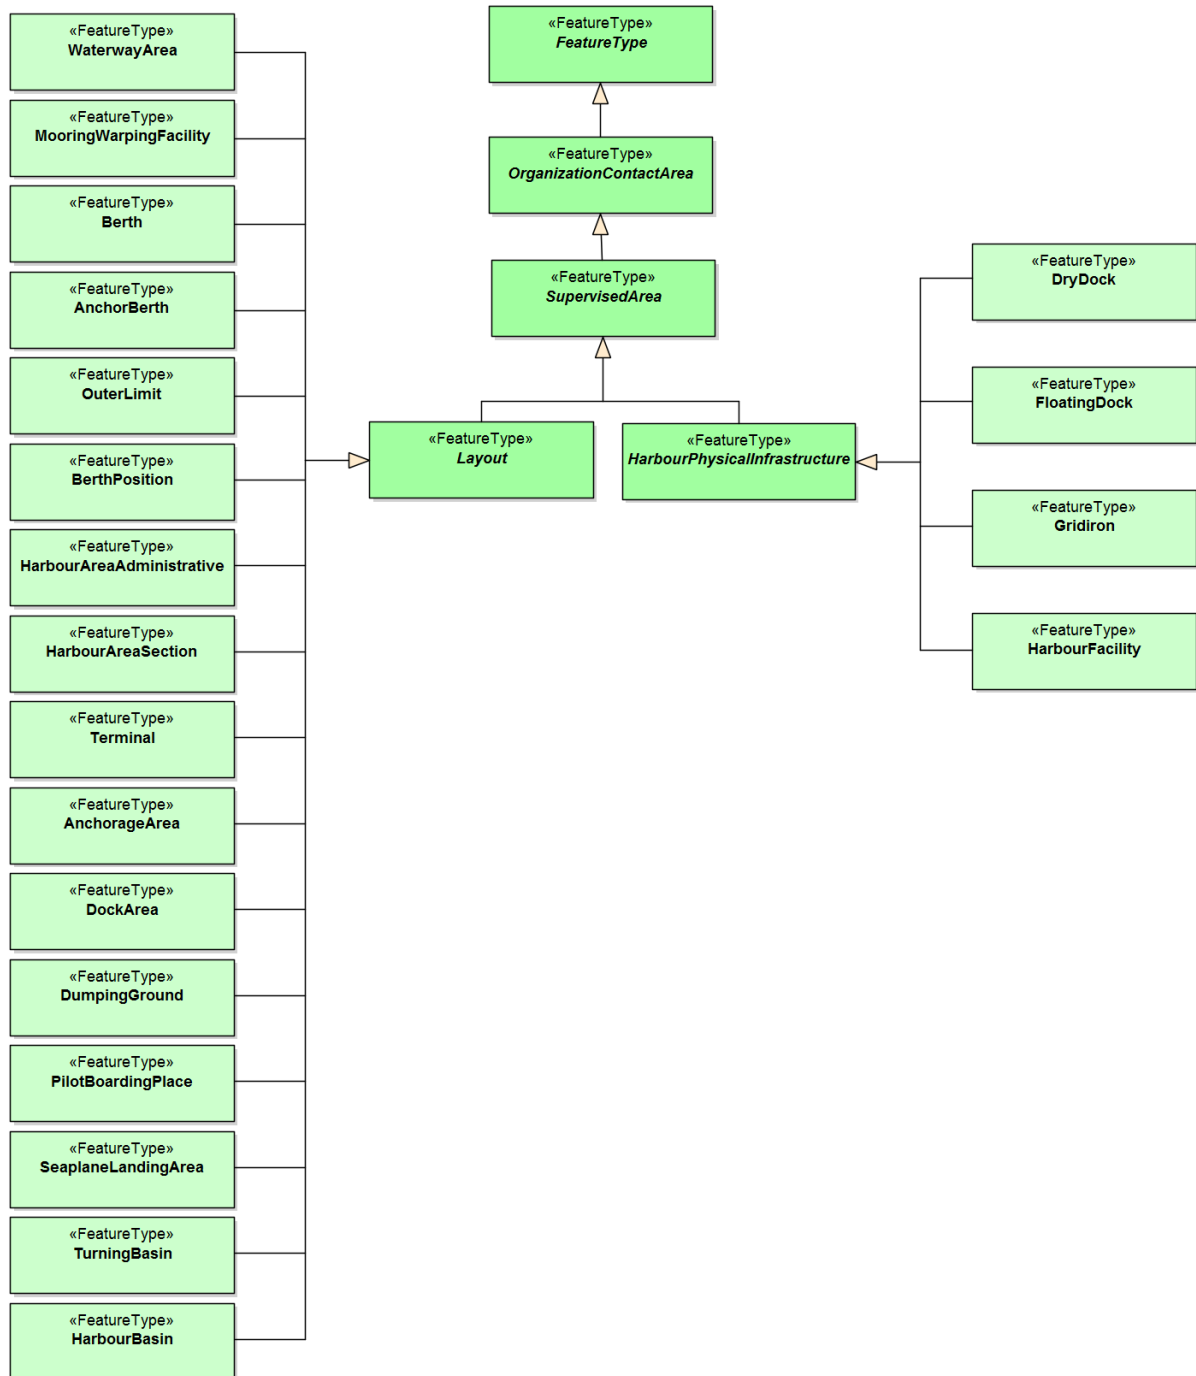 «FeatureType»
WaterwayArea
«FeatureType»
MooringWarpingFacility
«FeatureType»
Berth
«FeatureType»
AnchorBerth
«FeatureType»
OuterLimit
«FeatureType»
BerthPosition
«FeatureType»
HarbourAreaAdministrative
«FeatureType»
HarbourAreaSection
«FeatureType»
Terminal
«FeatureType»
AnchorageArea
«FeatureType»
DockArea
«FeatureType»
DumpingGround
«FeatureType»
PilotBoardingPlace
«FeatureType»
SeaplaneLandingArea
«FeatureType»
TurningBasin
«FeatureType»
HarbourBasin
«FeatureType»
FeatureType
«FeatureType»
OrganizationContactArea
«FeatureType»
SupervisedArea
«FeatureType»
Layout
«FeatureType»
HarbourPhysicalInfrastructure
«FeatureType»
DryDock
«FeatureType»
FloatingDock
«FeatureType»
Gridiron
«FeatureType»
HarbourFacility